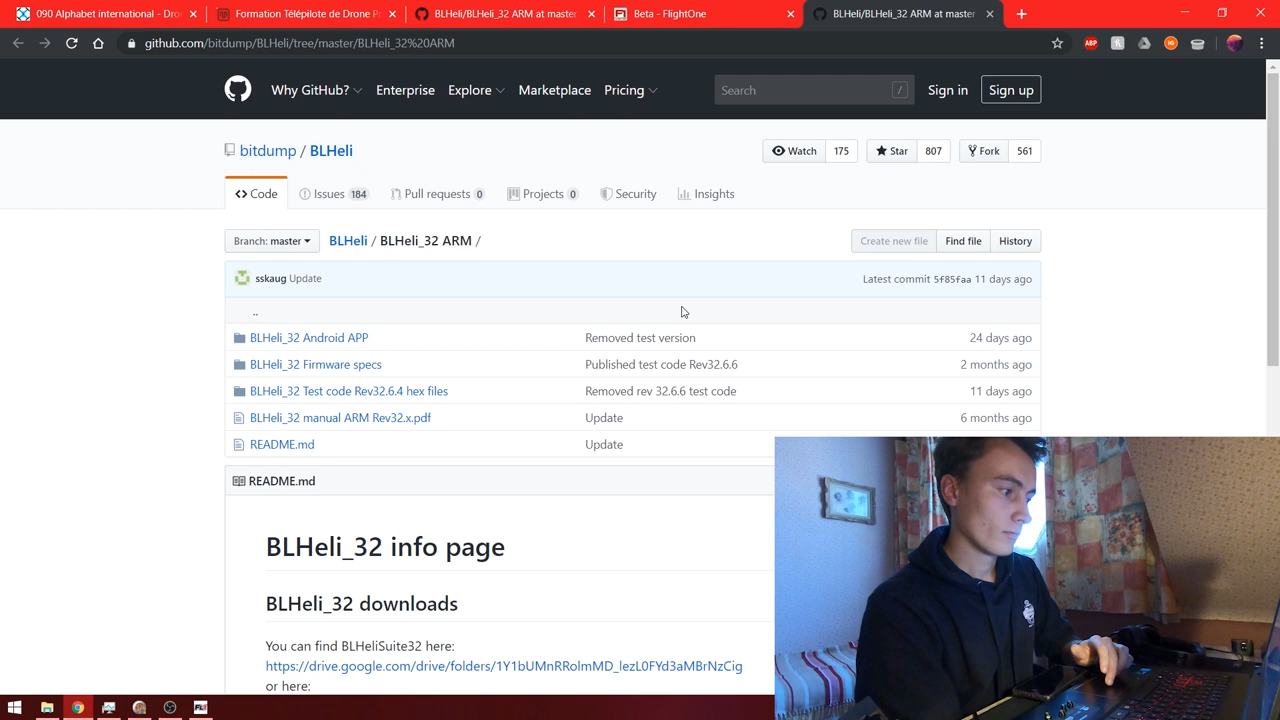 090 Alphabet international - Dro
Formation Télépilote de Drone P
BLHeli/BLHeli_32 ARM at master
Beta - FlightOne
BLHeli/BLHeli_32 ARM at master
github.com/bitdump/BLHeli/tree/master/BLHeli_32%20ARM
ABP
Why GitHub?
Enterprise
Explore
Marketplace
Pricing
Search /
Sign in
Sign up
bitdump / BLHeli
Watch 175
Star 807
Fork 561
Code
Issues 184
Pull requests 0
Projects 0
Security
Insights
Branch: master
BLHeli / BLHeli_32 ARM /
Create new file
Find file
History
sskaug Update
Latest commit 5f85faa 11 days ago
..
BLHeli_32 Android APP Removed test version 24 days ago
BLHeli_32 Firmware specs Published test code Rev32.6.6 2 months ago
BLHeli_32 Test code Rev32.6.4 hex files Removed rev 32.6.6 test code 11 days ago
BLHeli_32 manual ARM Rev32.x.pdf Update 6 months ago
README.md Update
README.md
BLHeli_32 info page
BLHeli_32 downloads
You can find BLHeliSuite32 here:
https://drive.google.com/drive/folders/1Y1bUMnRRolmMD_lezL0FYd3aMBrNzCig
or here: